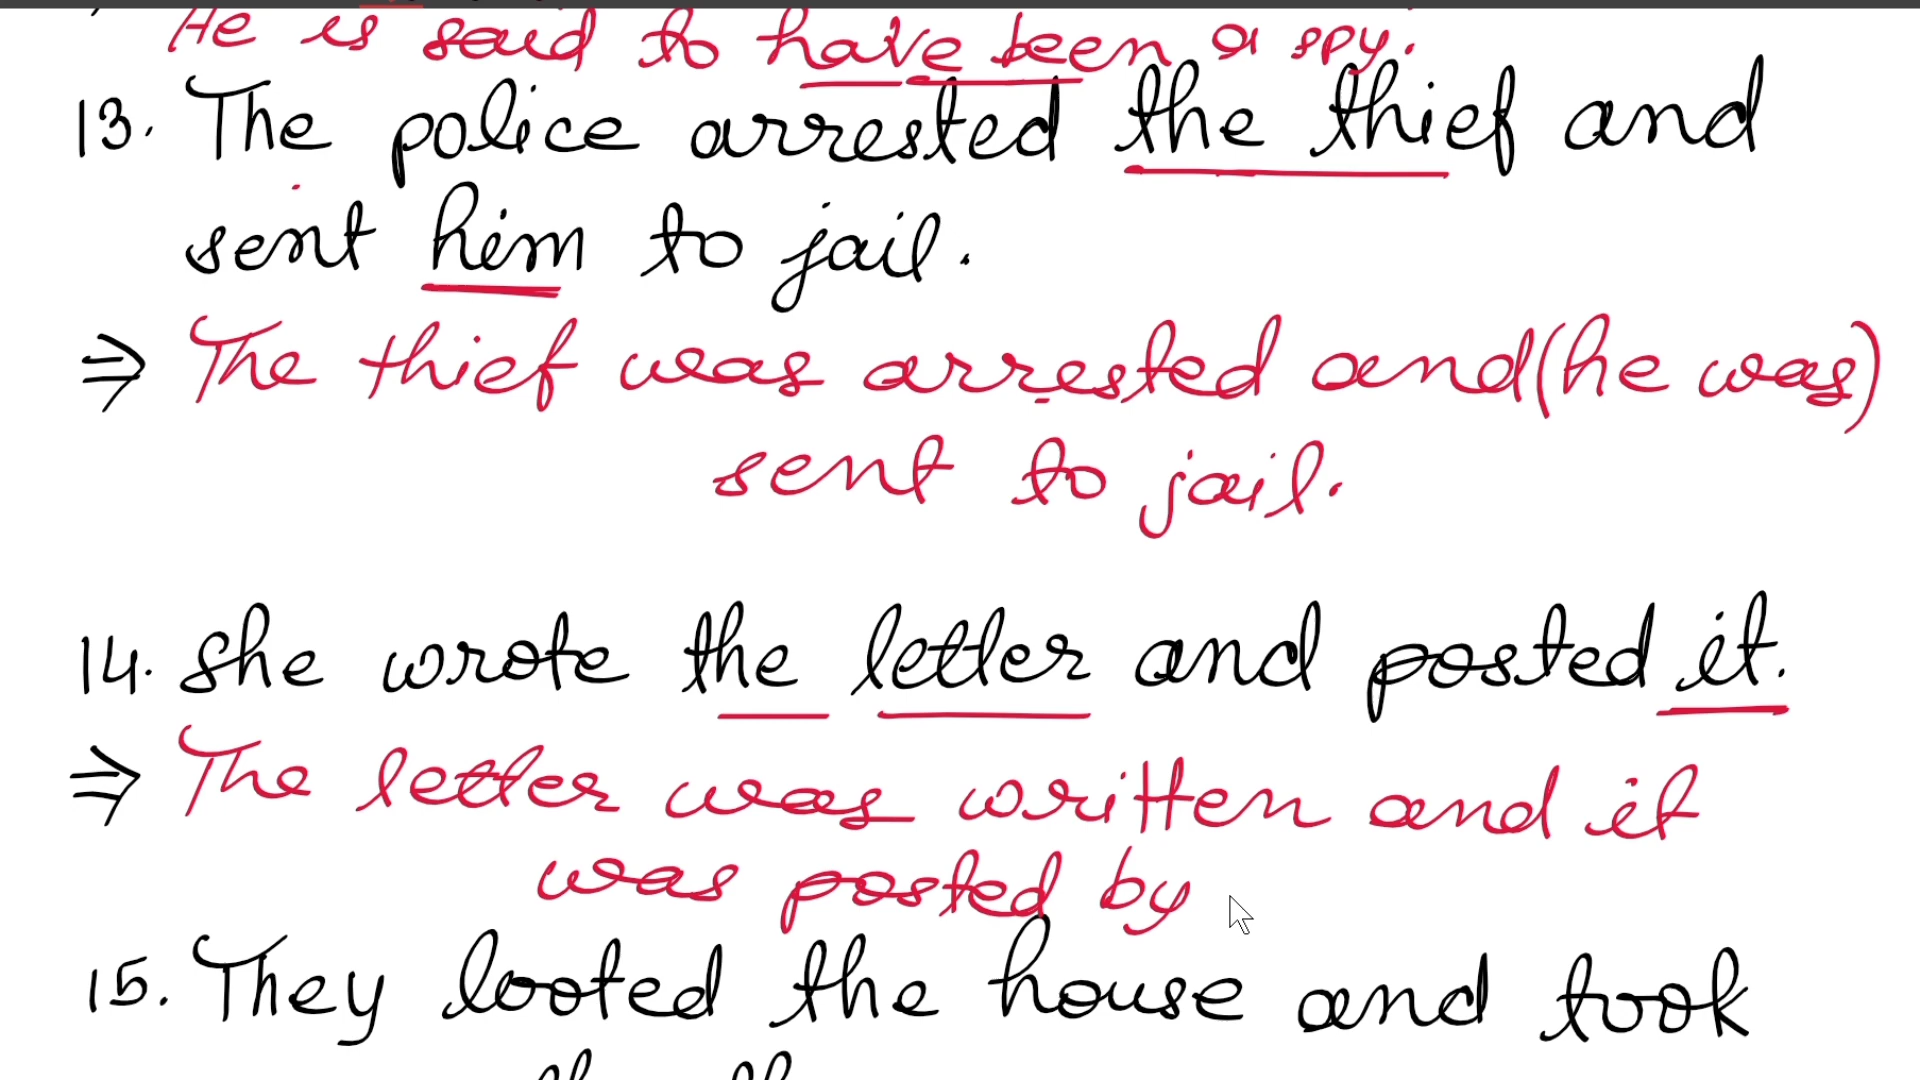 He is said to have been a spy.
13. The police arrested the thief and
sent him to jail.
⇒ The thief was arrested and (he was)
sent to jail.
14. She wrote the letter and posted it.
⇒ The letter was written and it
was posted by
15. They looted the house and took